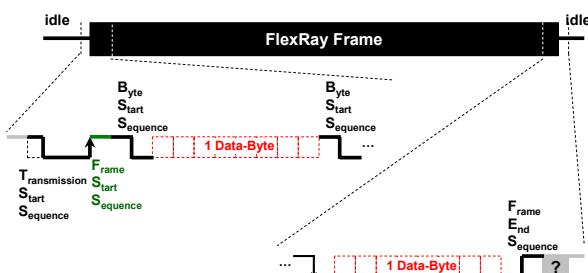 idle
idle
FlexRay Frame
Byte
Start
Sequence
Byte
Start
Sequence
1 Data-Byte
...
Transmission
Start
Sequence
Frame
Start
Sequence
Frame
End
Sequence
...
1 Data-Byte
?